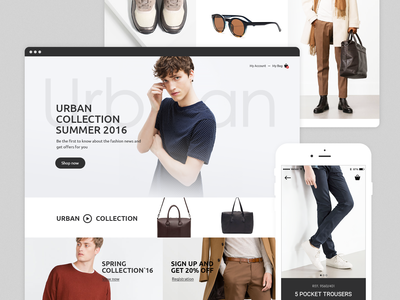 My Account
My Bag
Urban
URBAN
COLLECTION
SUMMER 2016
Be the first to know about the fashion news and
get offers for you
Shop now
URBAN COLLECTION
SPRING
COLLECTION`16
Shop now
SIGN UP AND
GET 20% OFF
Registration
5 POCKET TROUSERS